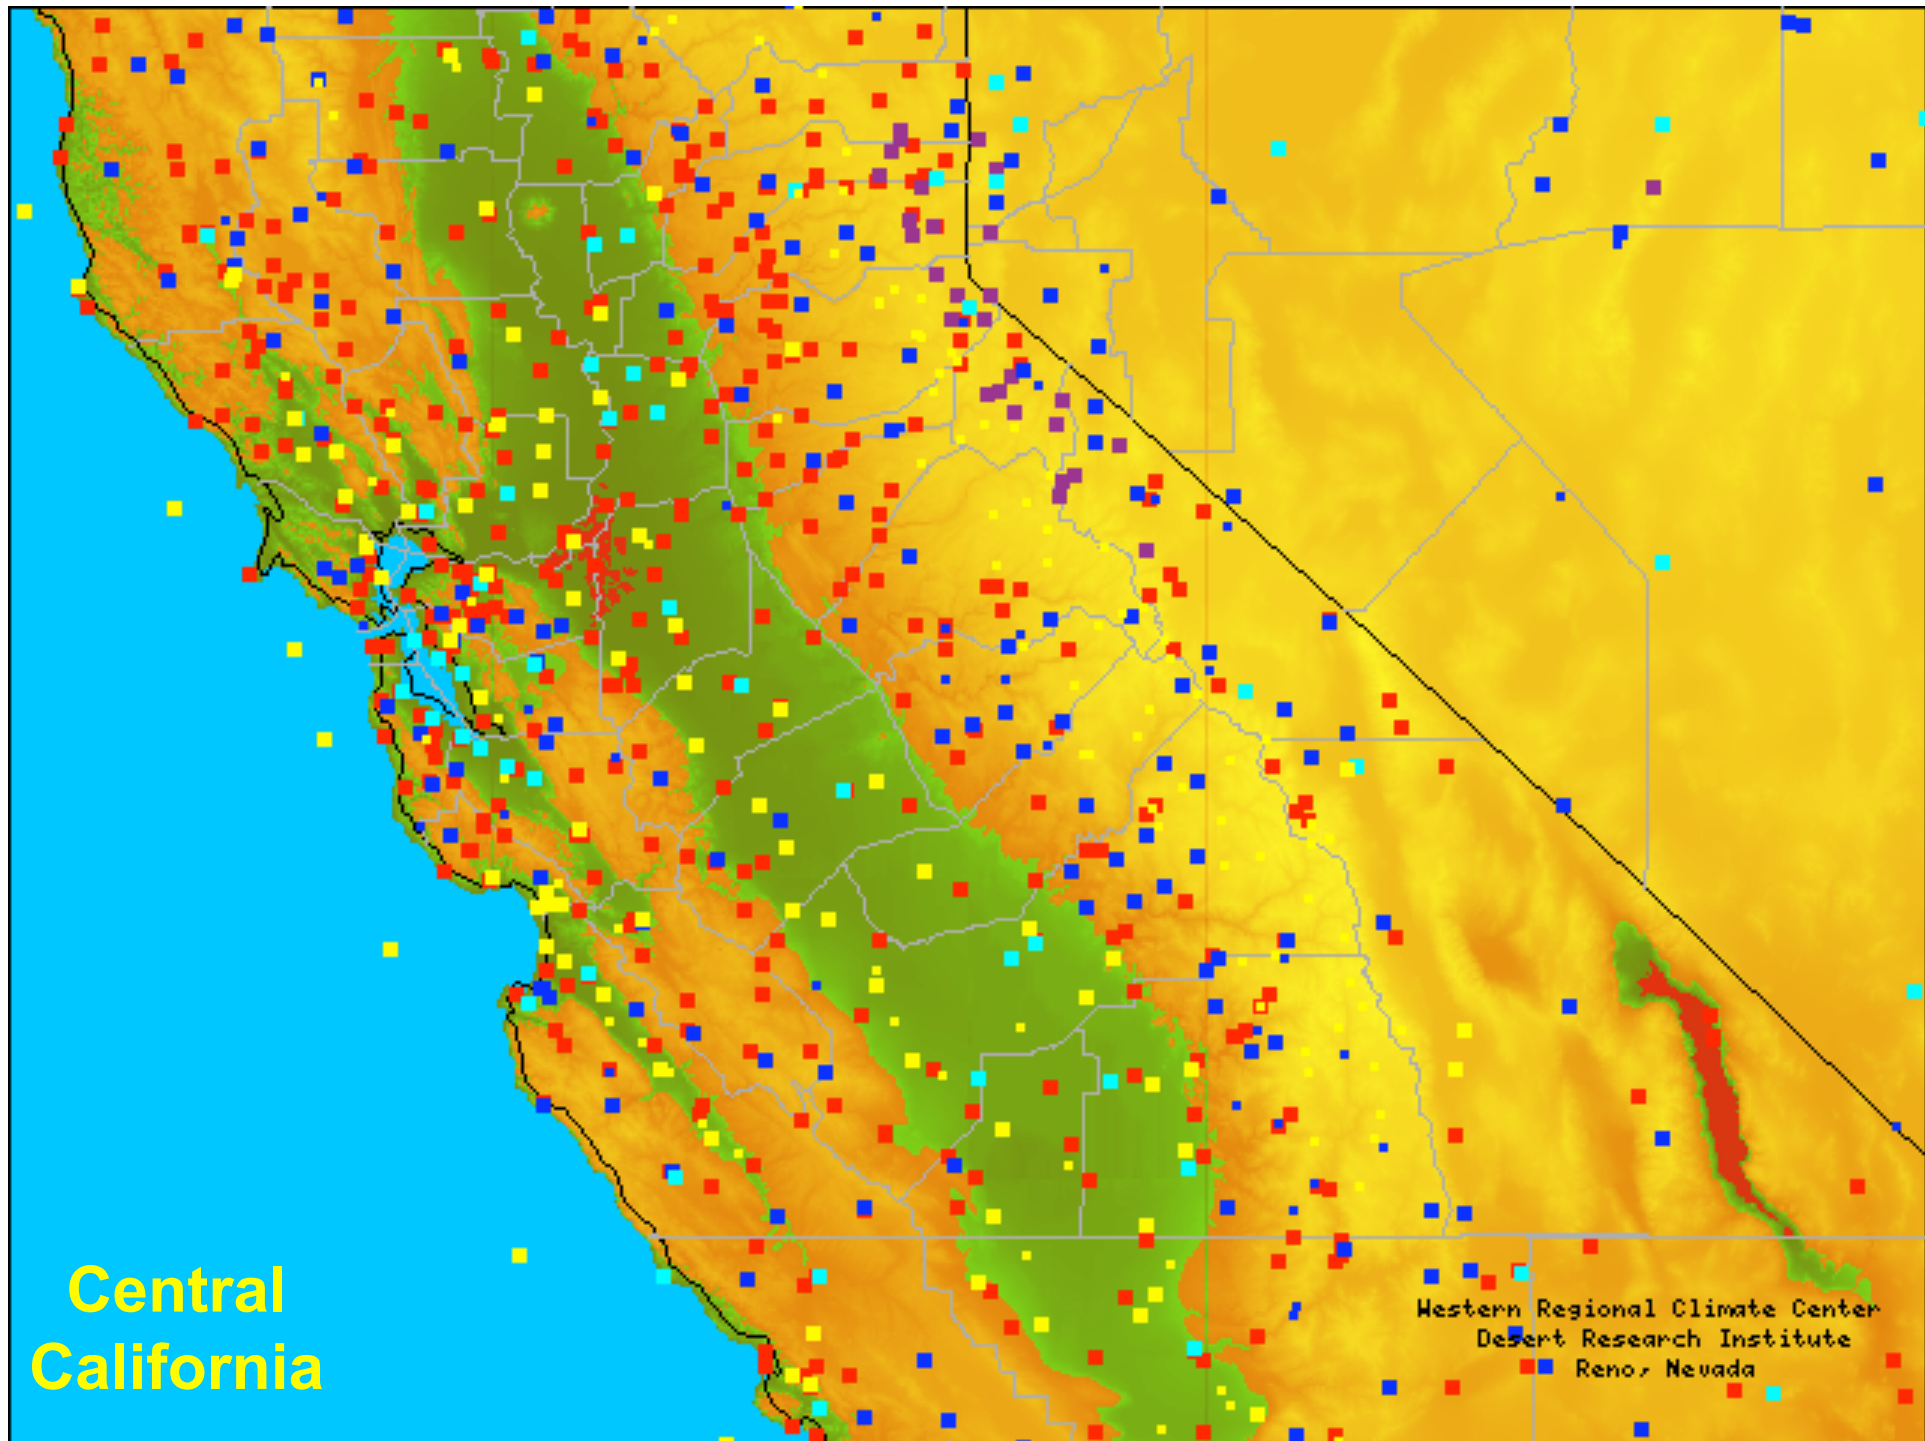 Central
California
Western Regional Climate Center
Desert Research Institute
Reno, Nevada